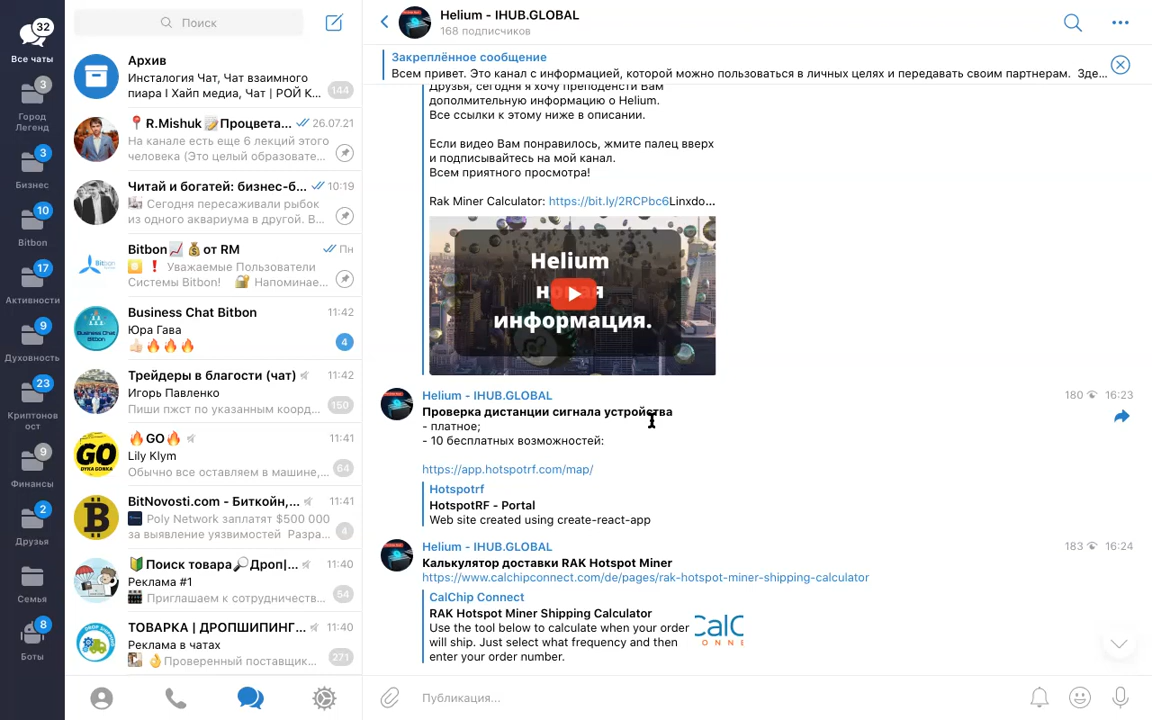 32
Все чаты
3
Город
Легенд
3
Бизнес
10
Bitbon
17
Активности
9
Духовность
23
Криптонов
ост
9
Финансы
2
Друзья
Семья
8
Боты
Поиск
Архив
Инсталогия Чат, Чат взаимного
пиара I Хайп медиа, Чат | РОЙ К...
144
R.Mishuk Процвета... 26.07.21
На канале есть еще 6 лекций этого
человека (Это целый образовате...
Читай и богатей: бизнес-б... 10:19
Сегодня пересаживали рыбок
из одного аквариума в другой. В...
Bitbon от RM Пн
Уважаемые Пользователи
Системы Bitbon! Напоминае...
Business Chat Bitbon 11:42
Юра Гава
4
Трейдеры в благости (чат) 11:42
Игорь Павленко
Пиши пжст по указанным коорд...
150
GO 11:41
Lily Klym
Обычно все оставляем в машине,...
64
BitNovosti.com - Биткойн,... 11:41
Poly Network заплатят $500 000
за выявление уязвимостей Разра...
4
Поиск товара Дроп|... 11:40
Реклама #1
Приглашаем к сотрудничеств...
54
ТОВАРКА | ДРОПШИПИНГ... 11:40
Реклама в чатах
Проверенный поставщик...
271
Helium - IHUB.GLOBAL
168 подписчиков
Закреплённое сообщение
Всем привет. Это канал с информацией, которой можно пользоваться в личных целях и передавать своим партнерам. Зде...
Друзья, сегодня я хочу преподенсти Вам
дополмительную информацию о Helium.
Все ссылки к этому ниже в описании.
Если видео Вам понравилось, жмите палец вверх
и подписывайтесь на мой канал.
Всем приятного просмотра!
Rak Miner Calculator: https://bit.ly/2RCPbc6Linxdo...
Helium
новая
информация.
Helium - IHUB.GLOBAL 180 16:23
Проверка дистанции сигнала устройства
- платное;
- 10 бесплатных возможностей:
https://app.hotspotrf.com/map/
Hotspotrf
HotspotRF - Portal
Web site created using create-react-app
Helium - IHUB.GLOBAL 183 16:24
Калькулятор доставки RAK Hotspot Miner
https://www.calchipconnect.com/de/pages/rak-hotspot-miner-shipping-calculator
CalChip Connect
RAK Hotspot Miner Shipping Calculator
Use the tool below to calculate when your order
will ship. Just select what frequency and then
enter your order number.
Публикация...